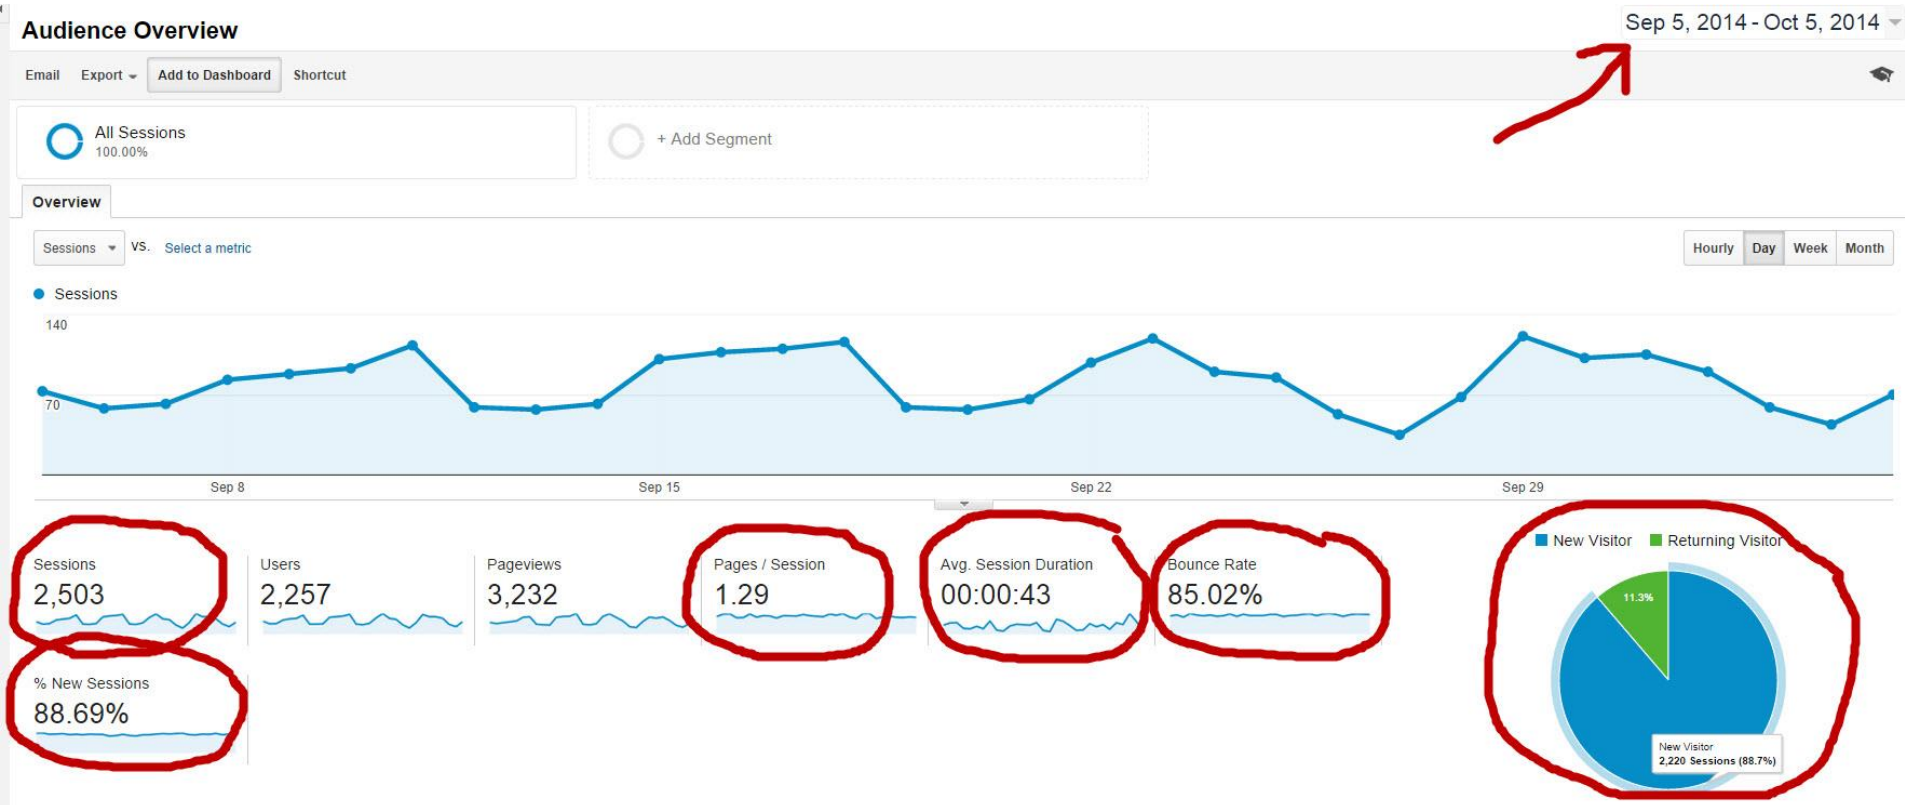 Audience Overview
Sep 5, 2014 - Oct 5, 2014
Email Export Add to Dashboard Shortcut
All Sessions
100.00%
+ Add Segment
Overview
Sessions VS. Select a metric
Hourly Day Week Month
Sessions
140
70
Sep 8 Sep 15 Sep 22 Sep 29
Sessions
2,503
Users
2,257
Pageviews
3,232
Pages / Session
1.29
Avg. Session Duration
00:00:43
Bounce Rate
85.02%
% New Sessions
88.69%
New Visitor Returning Visitor
11.3%
New Visitor
2,220 Sessions (88.7%)